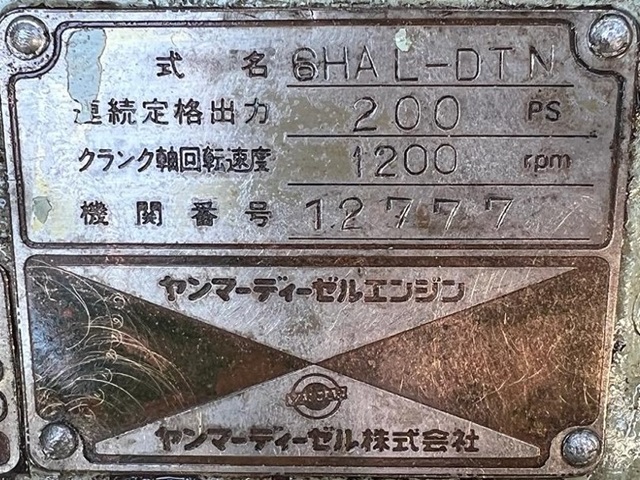 式名 6HAL-DTN
連続定格出力 200 PS
クランク軸回転速度 1200 rpm
機関番号 12777
ヤンマーディーゼルエンジン
YANMAR
ヤンマーディーゼル株式会社